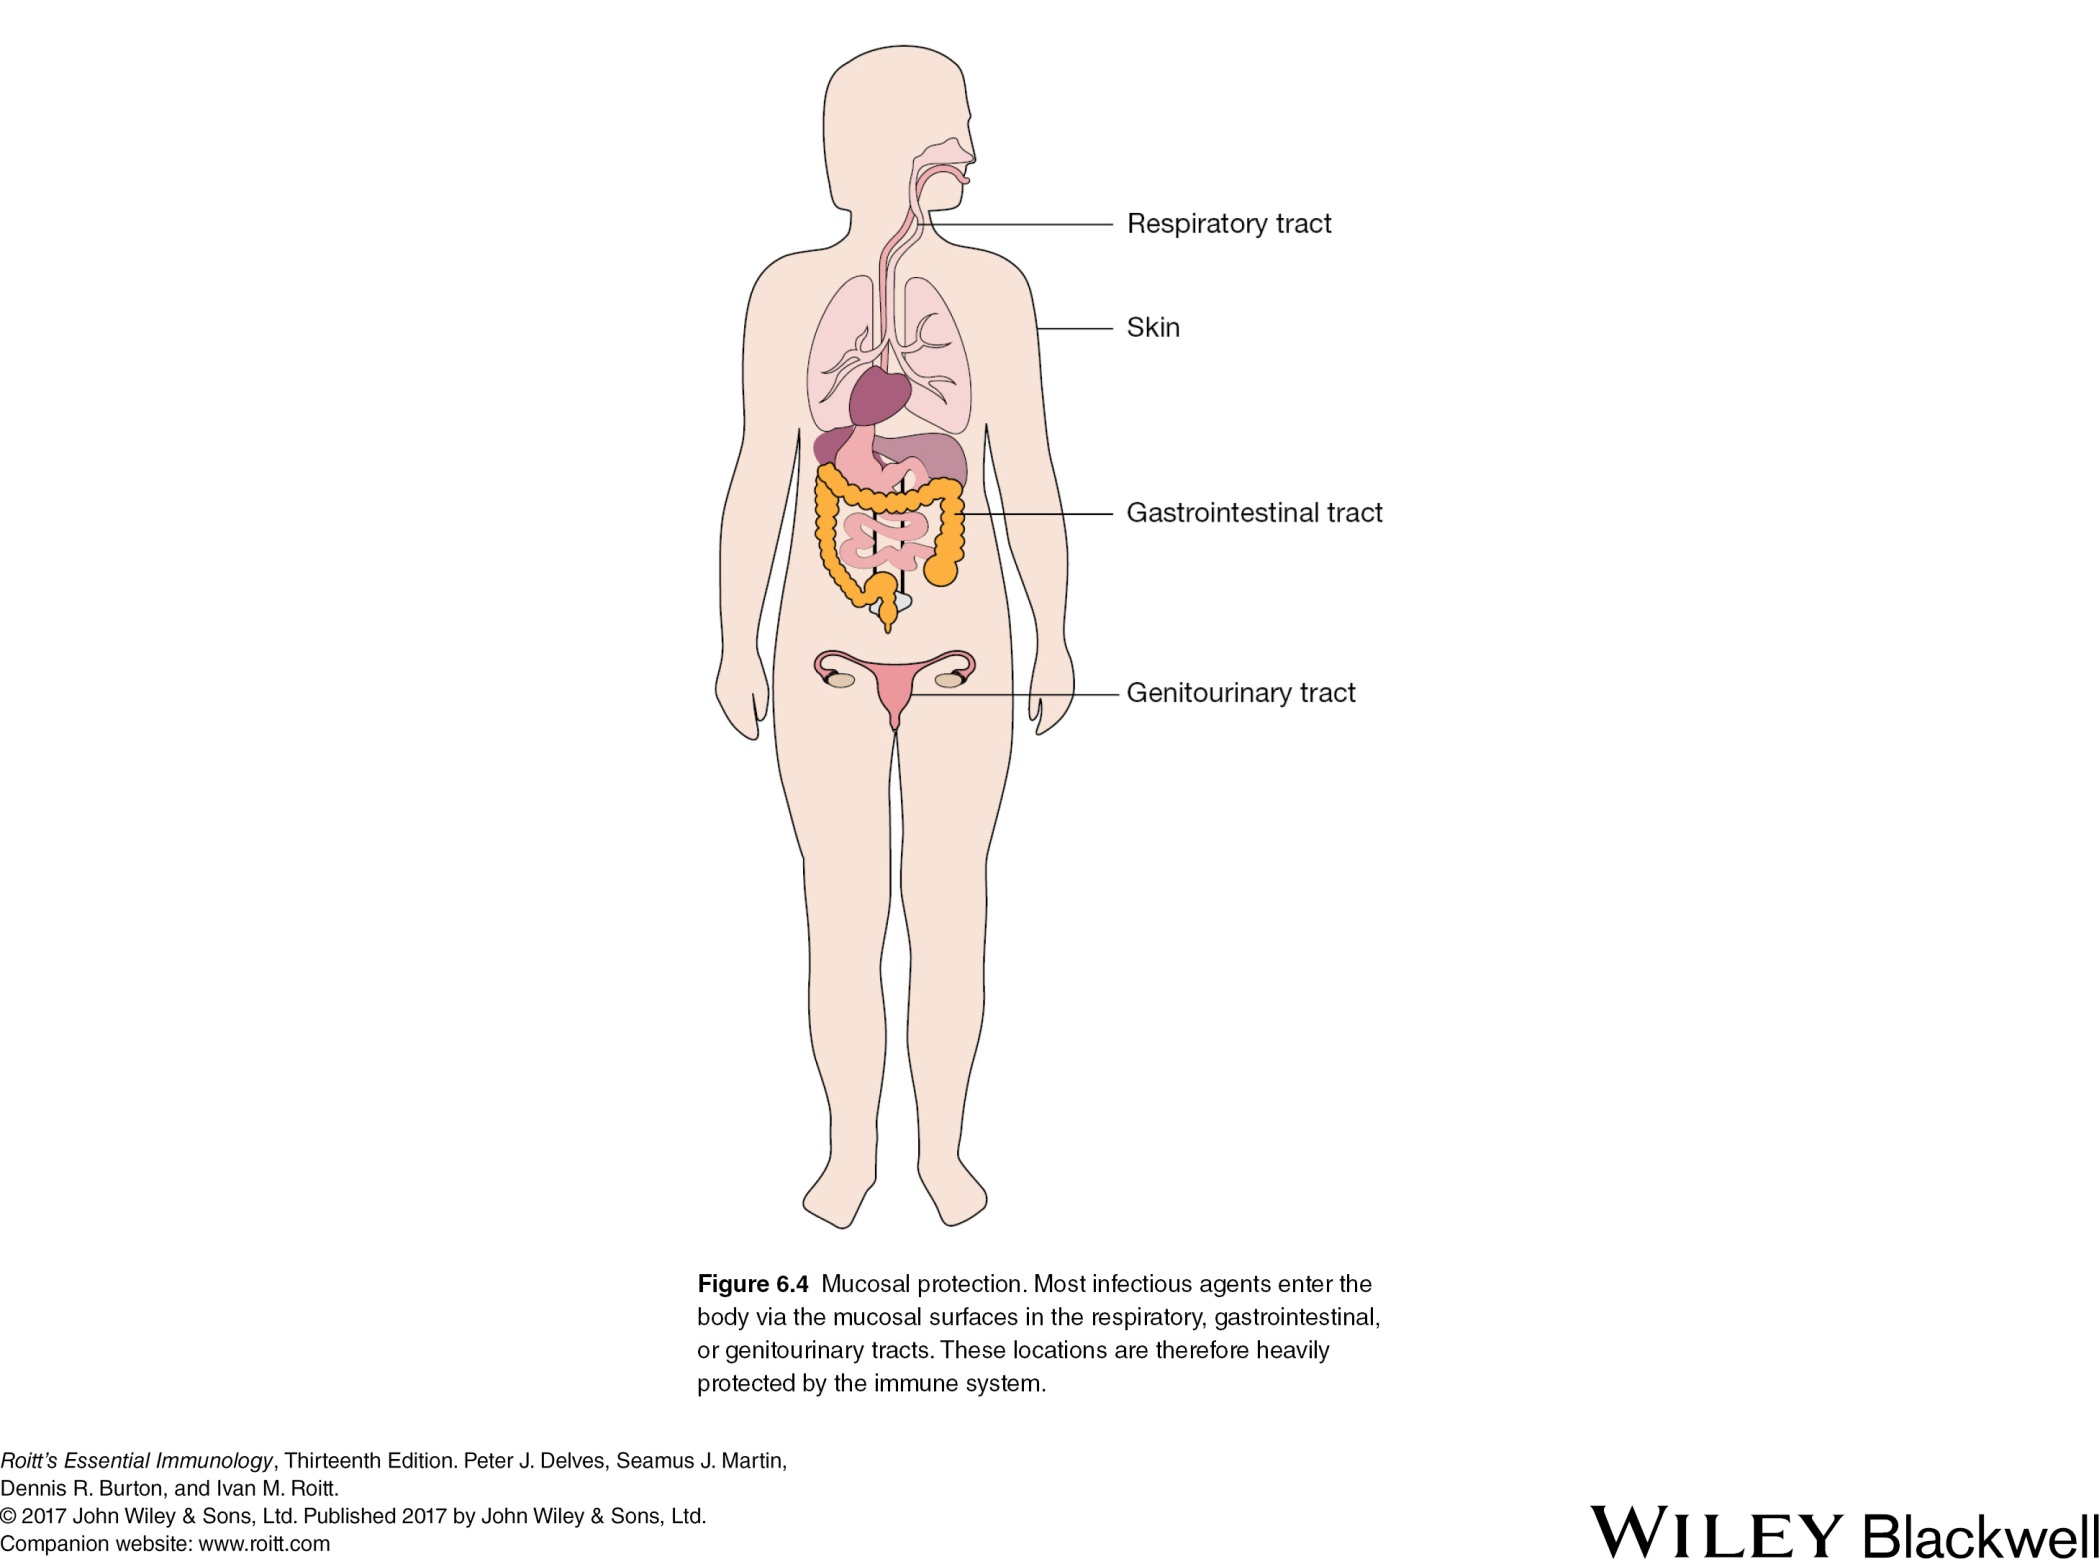 Respiratory tract
Skin
Gastrointestinal tract
Genitourinary tract
Figure 6.4 Mucosal protection. Most infectious agents enter the
body via the mucosal surfaces in the respiratory, gastrointestinal,
or genitourinary tracts. These locations are therefore heavily
protected by the immune system.
Roitt’s Essential Immunology, Thirteenth Edition. Peter J. Delves, Seamus J. Martin,
Dennis R. Burton, and Ivan M. Roitt.
© 2017 John Wiley & Sons, Ltd. Published 2017 by John Wiley & Sons, Ltd.
Companion website: www.roitt.com
WILEY Blackwell